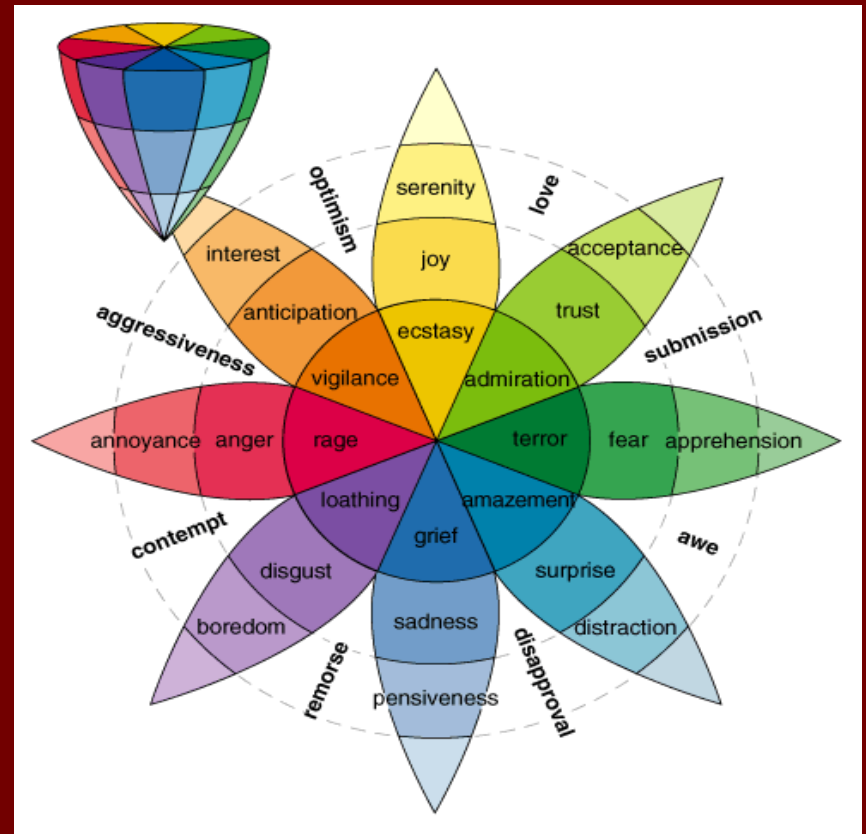 optimism
love
serenity
interest
acceptance
joy
anticipation
trust
aggressiveness
submission
ecstasy
vigilance
admiration
annoyance
anger
rage
terror
fear
apprehension
loathing
amazement
contempt
grief
awe
disgust
surprise
boredom
sadness
distraction
remorse
disapproval
pensiveness